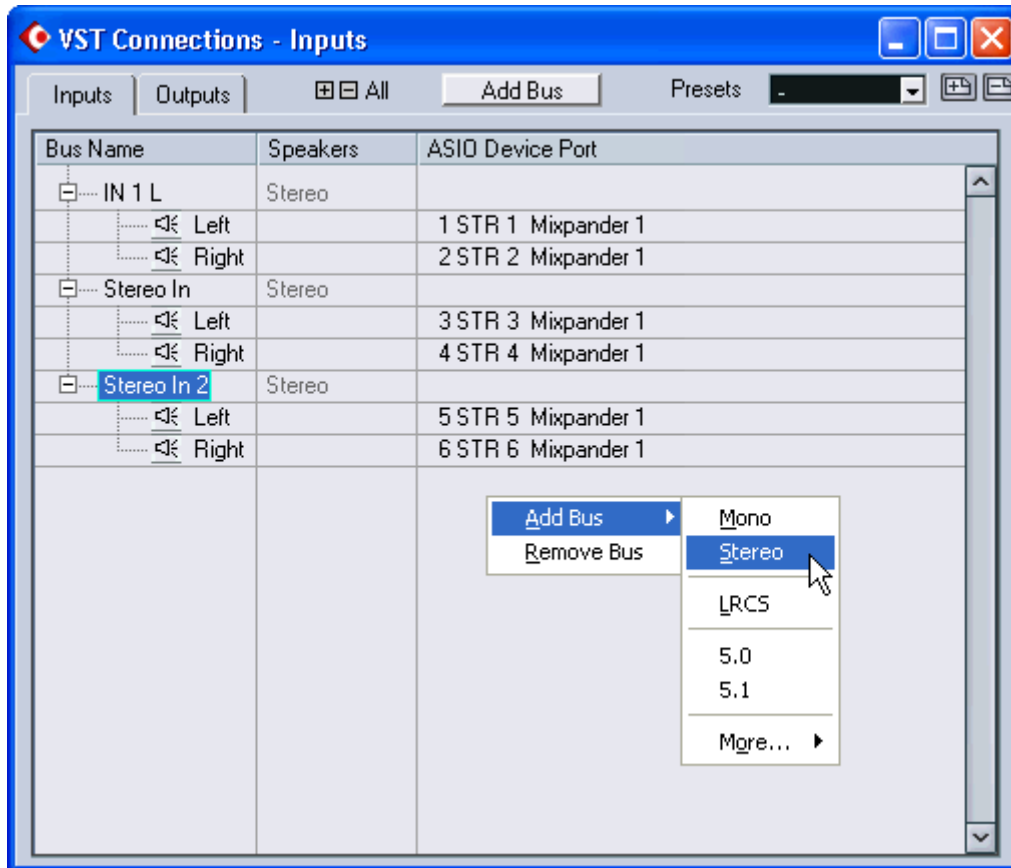 VST Connections - Inputs
Inputs Outputs All Add Bus Presets -
Bus Name Speakers ASIO Device Port
IN 1 L Stereo
Left 1 STR 1 Mixpander 1
Right 2 STR 2 Mixpander 1
Stereo In Stereo
Left 3 STR 3 Mixpander 1
Right 4 STR 4 Mixpander 1
Stereo In 2 Stereo
Left 5 STR 5 Mixpander 1
Right 6 STR 6 Mixpander 1
Add Bus
Remove Bus
Mono
Stereo
LRCS
5.0
5.1
More...